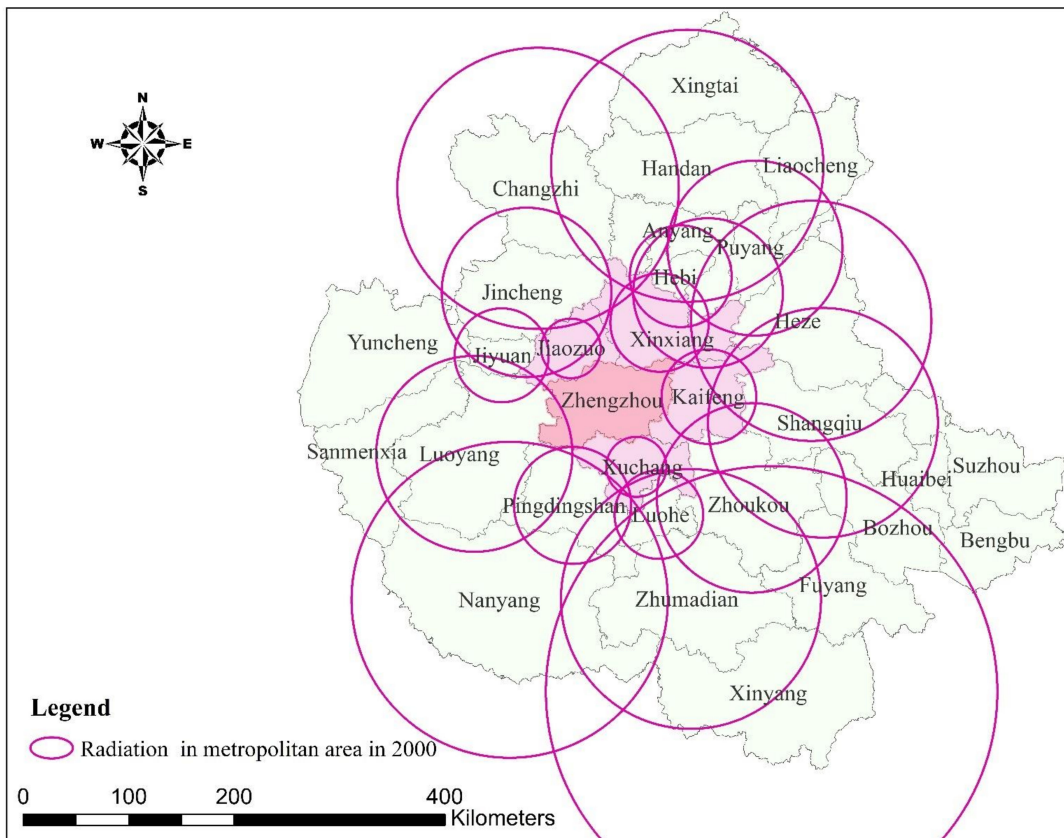 Xingtai
N
W E
S
Handan
Liaocheng
Changzhi
Anyang
Puyang
Hebi
Jincheng
Heze
Yuncheng
Jiyuan
Jiaozuo
Xinxiang
Zhengzhou
Kaifeng
Shangqiu
Sanmenxia
Luoyang
Xuchang
Suzhou
Huaibei
Pingdingshan
Luohe
Zhoukou
Bozhou
Bengbu
Fuyang
Nanyang
Zhumadian
Xinyang
Legend
Radiation in metropolitan area in 2000
0 100 200 400
Kilometers